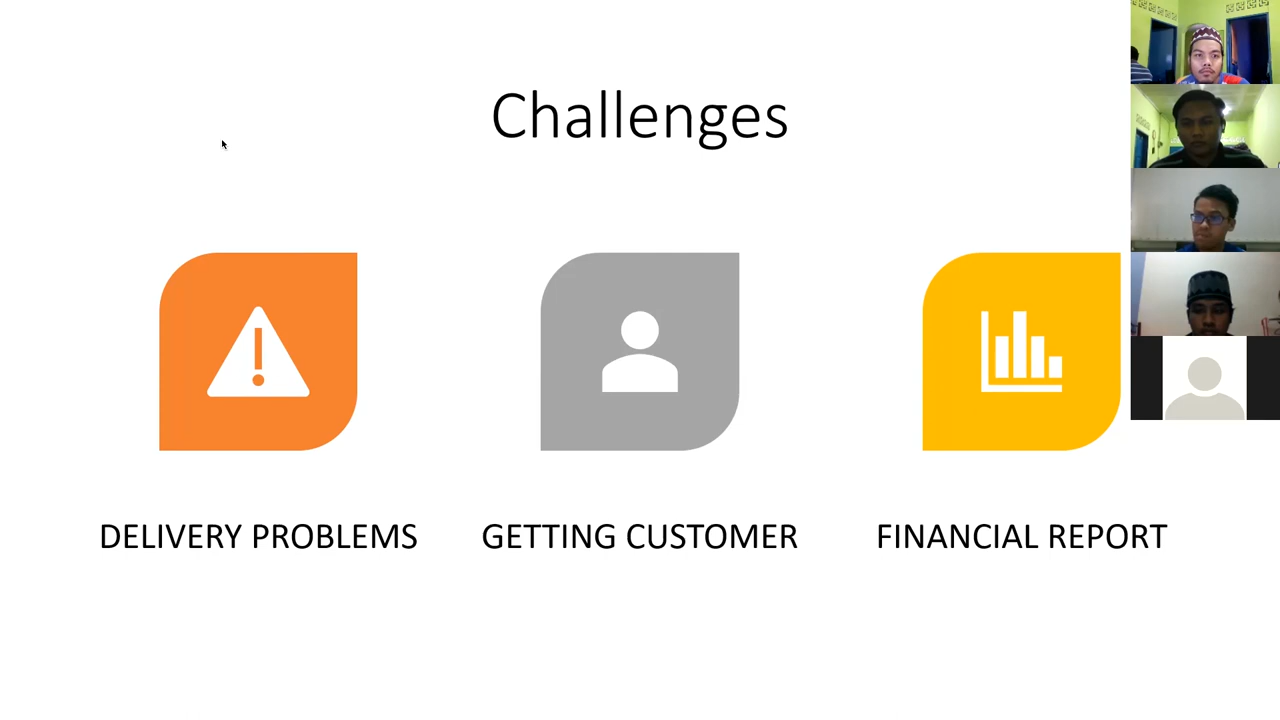 Challenges
DELIVERY PROBLEMS
GETTING CUSTOMER
FINANCIAL REPORT